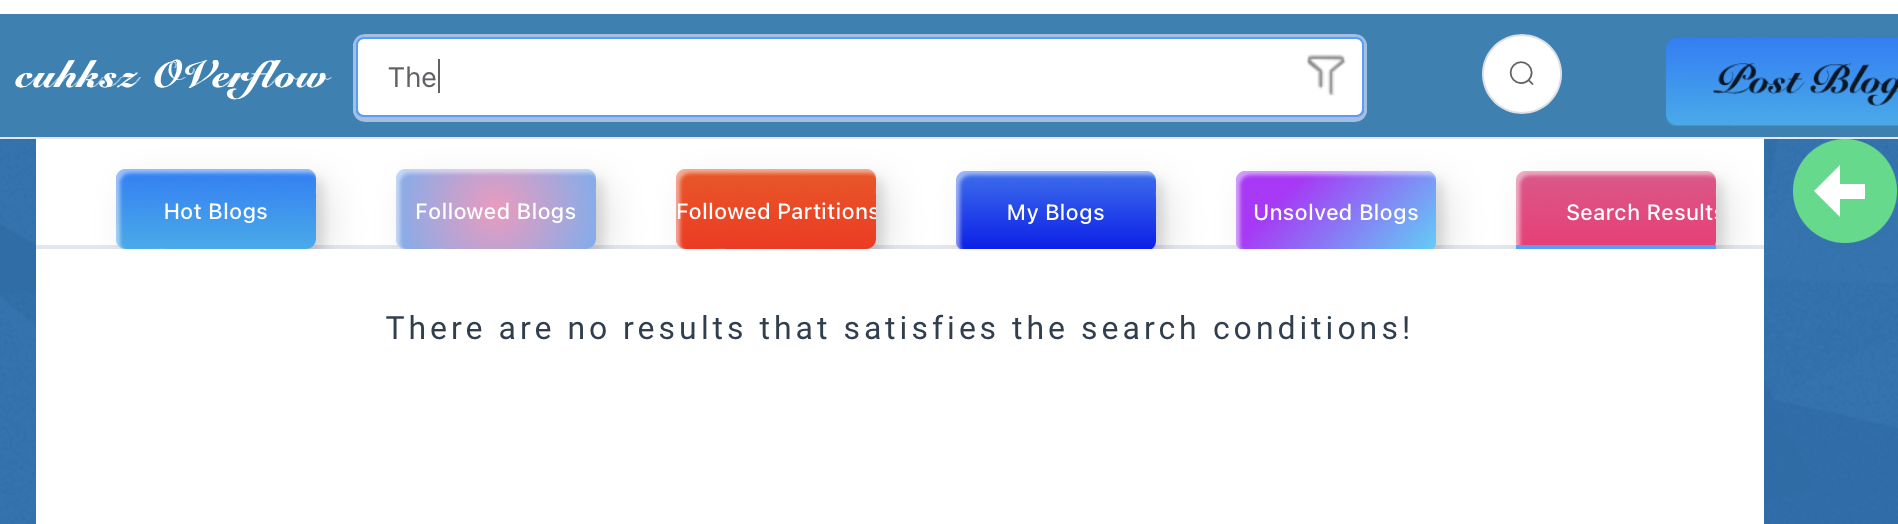 cuhksz OVerflow
The
Post Blog
Hot Blogs
Followed Blogs
Followed Partitions
My Blogs
Unsolved Blogs
Search Results
There are no results that satisfies the search conditions!